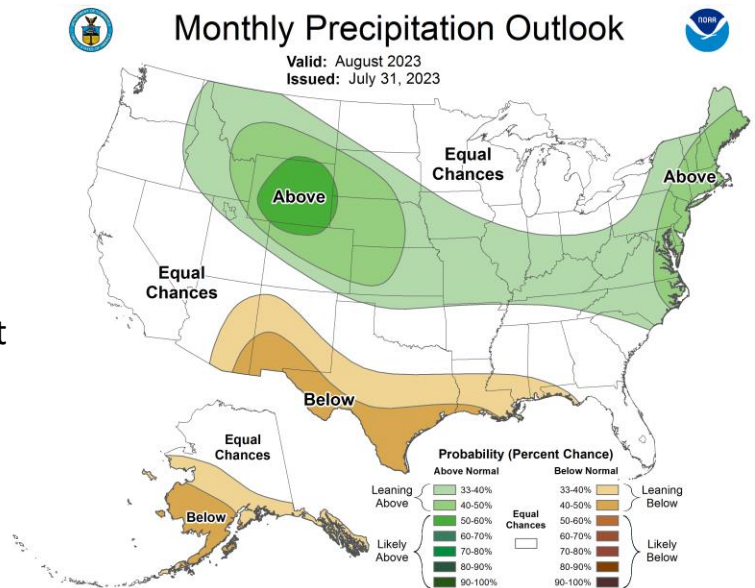 Monthly Precipitation Outlook
NOAA
Valid: August 2023
Issued: July 31, 2023
Equal
Chances
Above
Above
Equal
Chances
t
Below
Equal
Chances
Below
Probability (Percent Chance)
Above Normal
Below Normal
Leaning
Above
33-40%
40-50%
Likely
Above
50-60%
60-70%
70-80%
80-90%
90-100%
Equal
Chances
33-40%
40-50%
Leaning
Below
50-60%
60-70%
70-80%
80-90%
90-100%
Likely
Below